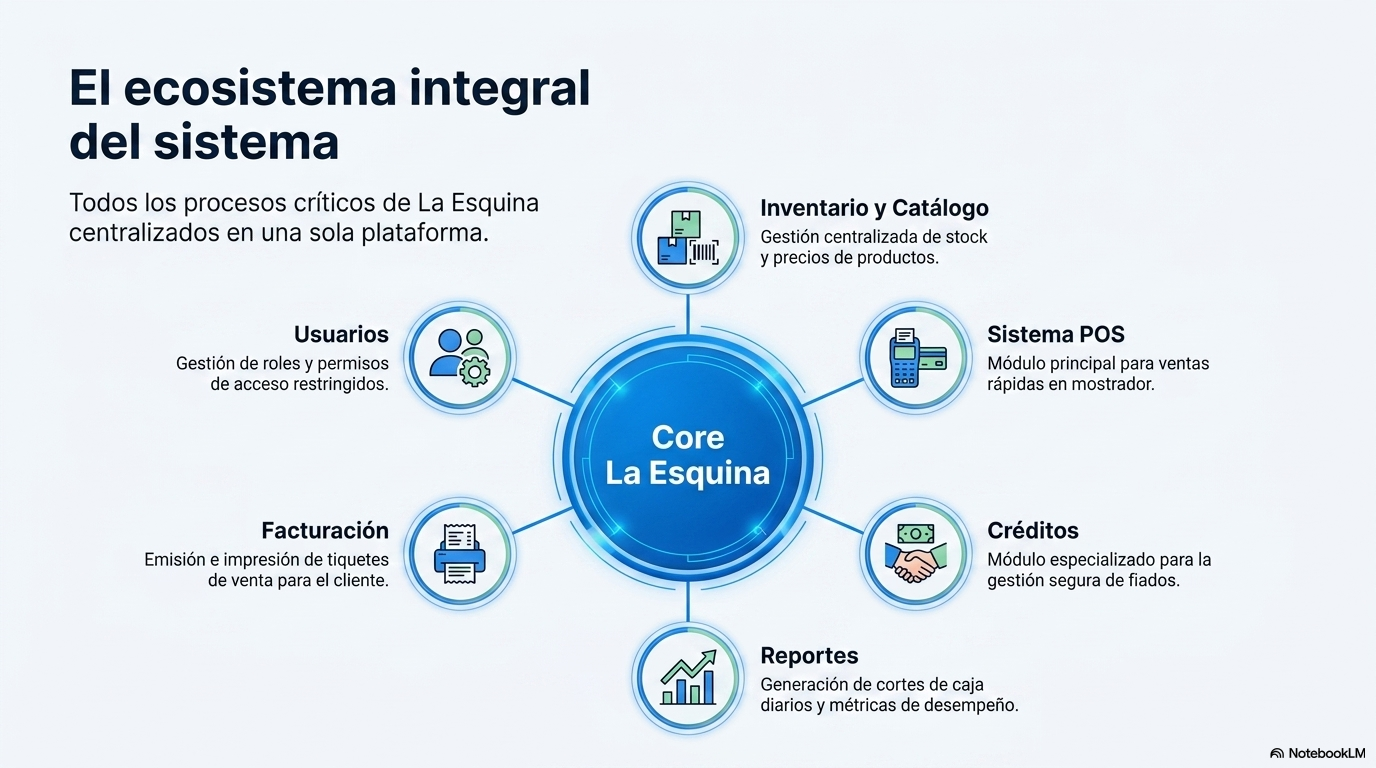 El ecosistema integral
del sistema
Todos los procesos críticos de La Esquina
centralizados en una sola plataforma.
Inventario y Catálogo
Gestión centralizada de stock
y precios de productos.
Usuarios
Gestión de roles y permisos
de acceso restringidos.
Sistema POS
Módulo principal para ventas
rápidas en mostrador.
Core
La Esquina
Facturación
Emisión e impresión de tiquetes
de venta para el cliente.
Créditos
Módulo especializado para la
gestión segura de fiados.
Reportes
Generación de cortes de caja
diarios y métricas de desempeño.
NotebookLM